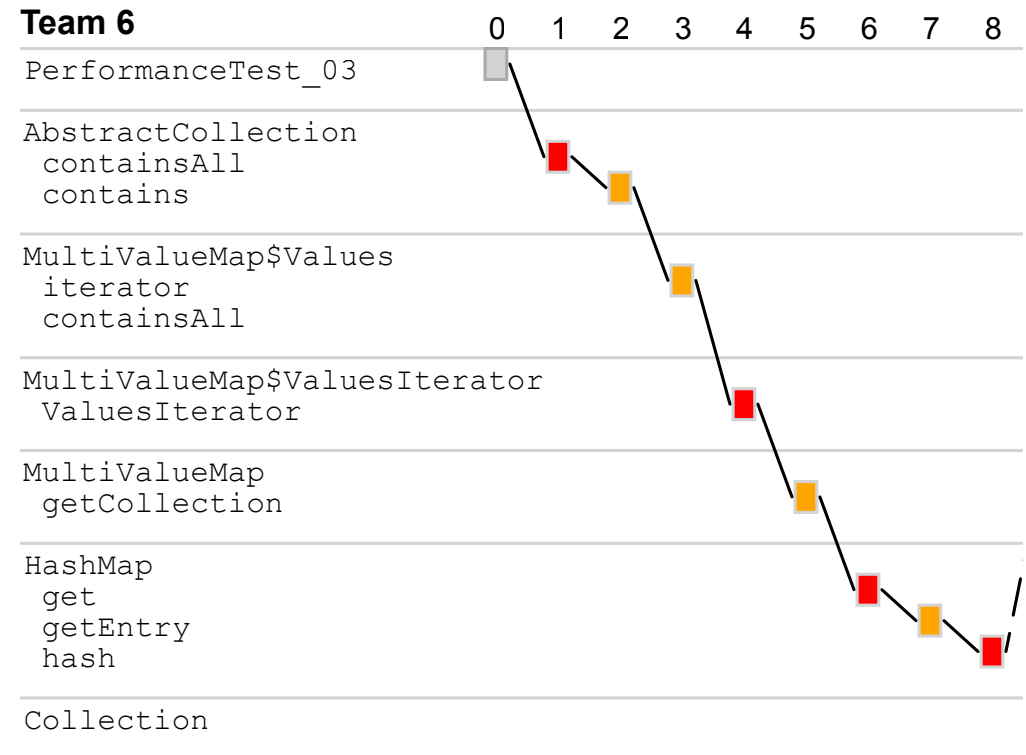 Team 6 0 1 2 3 4 5 6 7 8
PerformanceTest_03
AbstractCollection
containsAll
contains
MultiValueMap$Values
iterator
containsAll
MultiValueMap$ValuesIterator
ValuesIterator
MultiValueMap
getCollection
HashMap
get
getEntry
hash
Collection